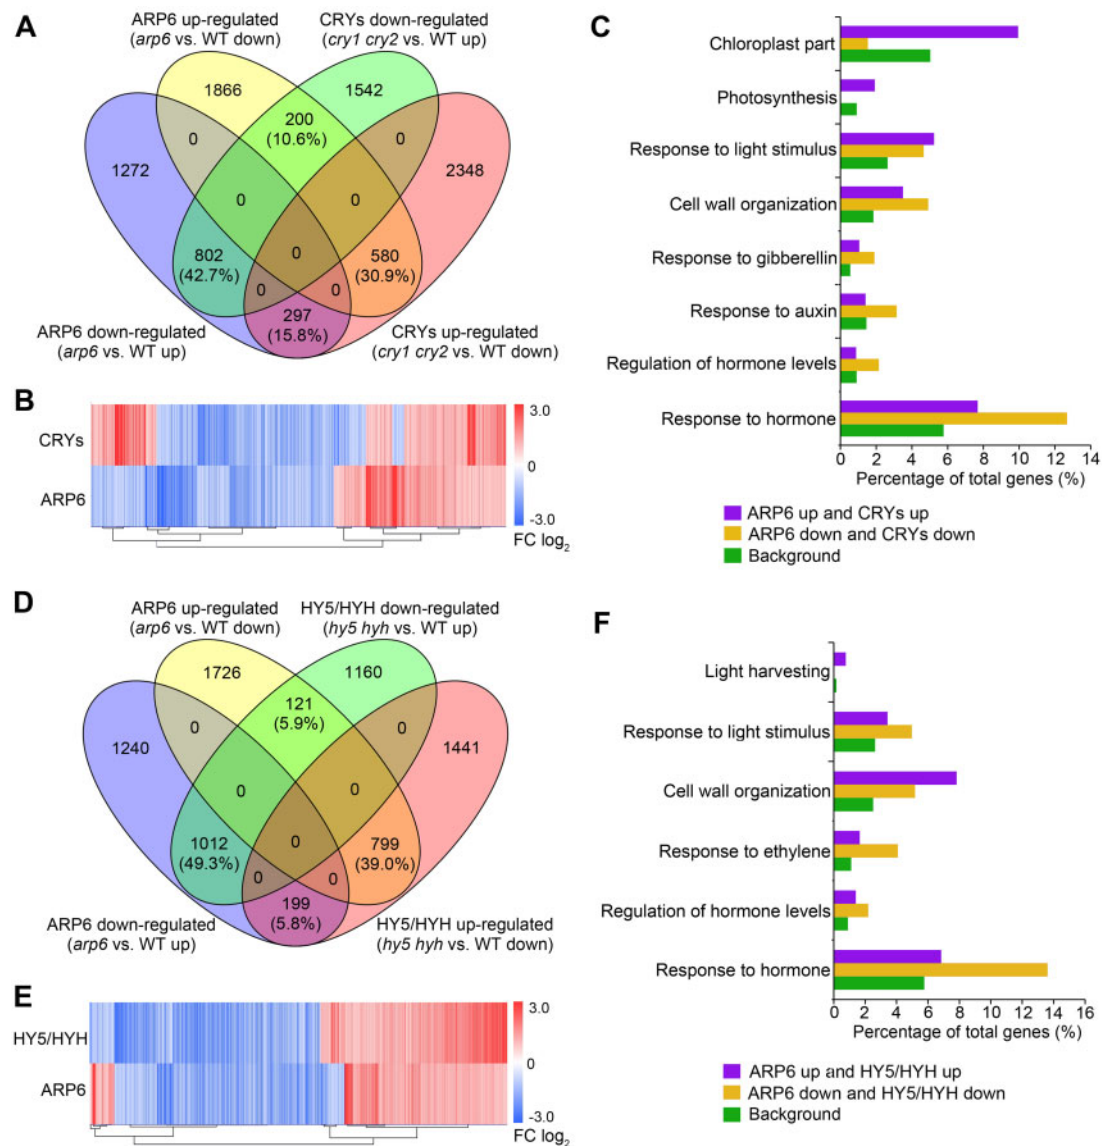 A
ARP6 up-regulated
(arp6 vs. WT down)
CRYs down-regulated
(cry1 cry2 vs. WT up)
1866
1542
1272
0
200
(10.6%)
0
2348
0
0
802
(42.7%)
0
580
(30.9%)
0
0
297
(15.8%)
ARP6 down-regulated
(arp6 vs. WT up)
CRYs up-regulated
(cry1 cry2 vs. WT down)
B
CRYs
ARP6
3.0
0
-3.0
FC log2
C
Chloroplast part
Photosynthesis
Response to light stimulus
Cell wall organization
Response to gibberellin
Response to auxin
Regulation of hormone levels
Response to hormone
0 2 4 6 8 10 12 14
Percentage of total genes (%)
ARP6 up and CRYs up
ARP6 down and CRYs down
Background
D
ARP6 up-regulated
(arp6 vs. WT down)
HY5/HYH down-regulated
(hy5 hyh vs. WT up)
1726
1160
1240
0
121
(5.9%)
0
1441
0
0
1012
(49.3%)
0
799
(39.0%)
0
0
199
(5.8%)
ARP6 down-regulated
(arp6 vs. WT up)
HY5/HYH up-regulated
(hy5 hyh vs. WT down)
E
HY5/HYH
ARP6
3.0
0
-3.0
FC log2
F
Light harvesting
Response to light stimulus
Cell wall organization
Response to ethylene
Regulation of hormone levels
Response to hormone
0 2 4 6 8 10 12 14 16
Percentage of total genes (%)
ARP6 up and HY5/HYH up
ARP6 down and HY5/HYH down
Background